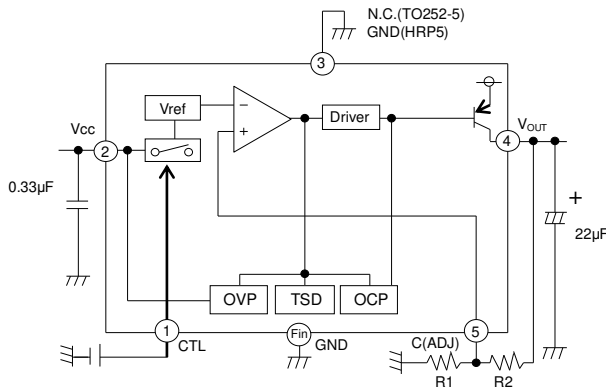 N.C.(TO252-5)
GND(HRP5)
3
Vref
−
+
Driver
Vcc
2
4
VOUT
0.33µF
+
22µF
OVP
TSD
OCP
1
CTL
Fin
GND
5
C(ADJ)
R1
R2